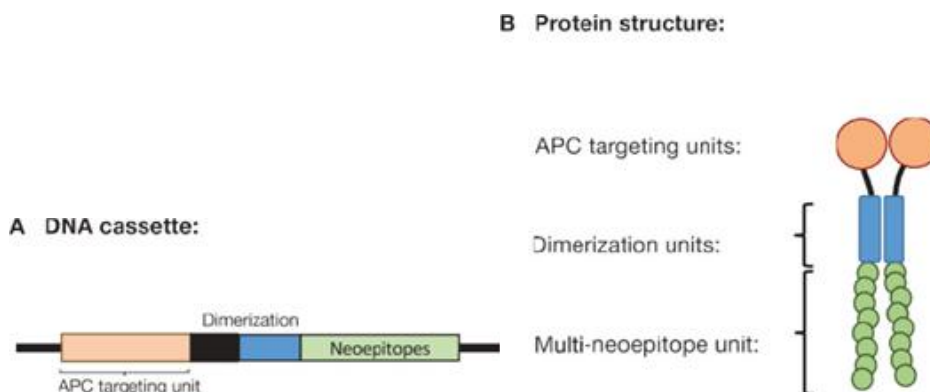 B Protein structure:
APC targeting units:
A DNA cassette:
Dimerization units:
Dimerization
Neoepitopes
Multi-neoepitope unit:
APC targeting unit